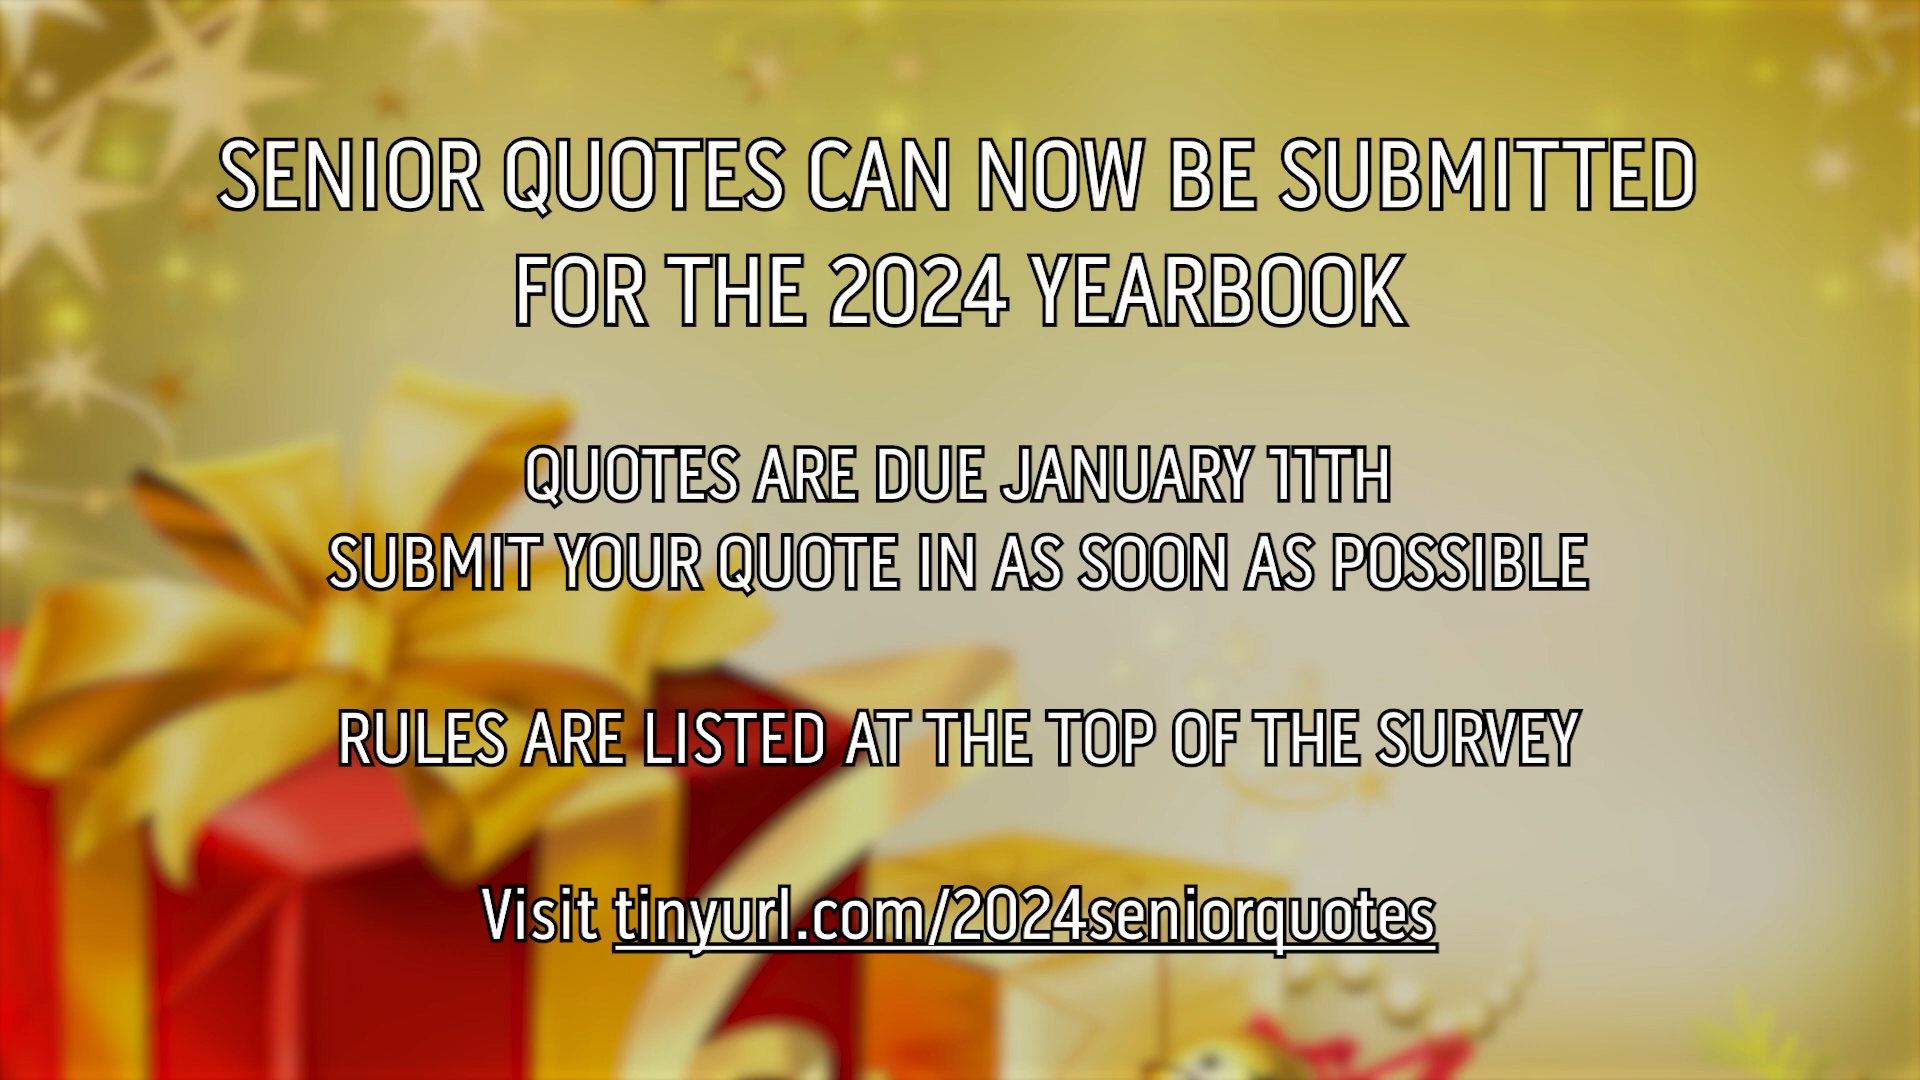 SENIOR QUOTES CAN NOW BE SUBMITTED
FOR THE 2024 YEARBOOK
QUOTES ARE DUE JANUARY 11TH
SUBMIT YOUR QUOTE IN AS SOON AS POSSIBLE
RULES ARE LISTED AT THE TOP OF THE SURVEY
Visit tinyurl.com/2024seniorquotes